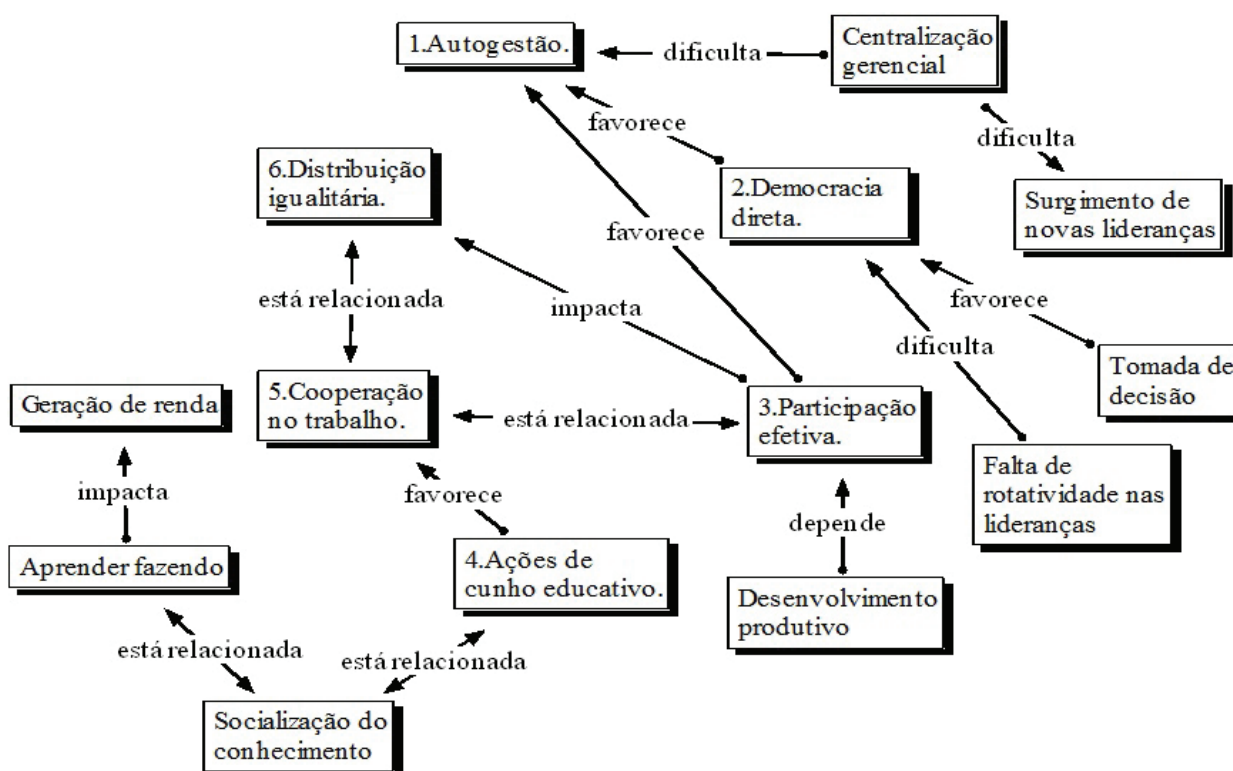 1.Autogestão.
dificulta
Centralização
gerencial
favorece
dificulta
6.Distribuição
igualitária.
2.Democracia
direta.
Surgimento de
novas lideranças
favorece
está relacionada
impacta
favorece
dificulta
Tomada de
decisão
Geração de renda
5.Cooperação
no trabalho.
está relacionada
3.Participação
efetiva.
Falta de
rotatividade nas
lideranças
impacta
favorece
depende
Aprender fazendo
4.Ações de
cunho educativo.
Desenvolvimento
produtivo
está relacionada
está relacionada
Socialização do
conhecimento